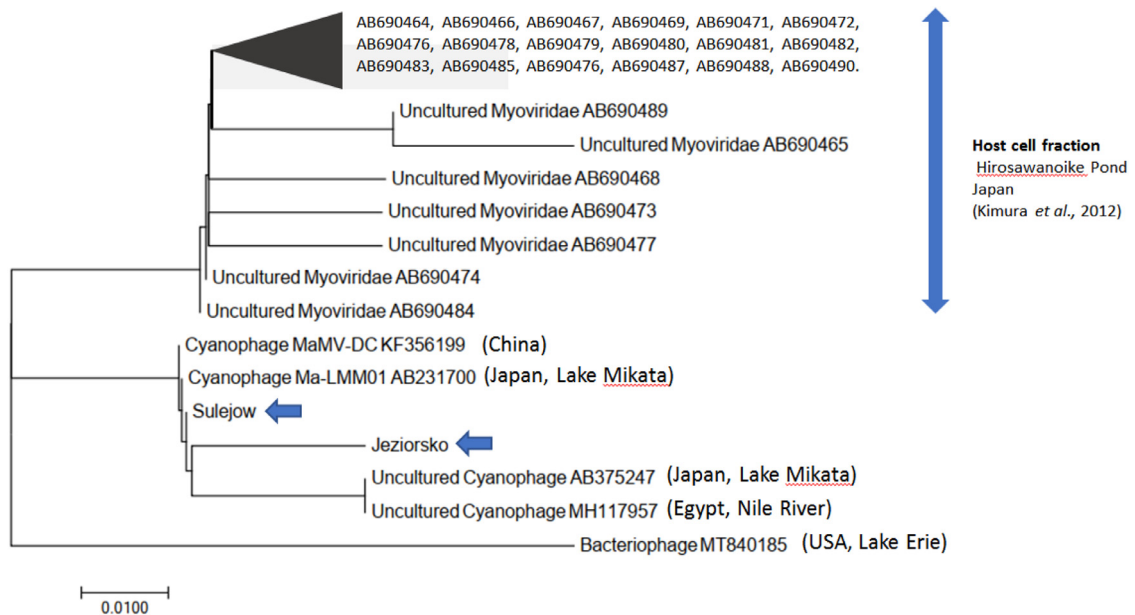 AB690464, AB690466, AB690467, AB690469, AB690471, AB690472,
AB690476, AB690478, AB690479, AB690480, AB690481, AB690482,
AB690483, AB690485, AB690476, AB690487, AB690488, AB690490.
Uncultured Myoviridae AB690489
Uncultured Myoviridae AB690465
Uncultured Myoviridae AB690468
Uncultured Myoviridae AB690473
Uncultured Myoviridae AB690477
Uncultured Myoviridae AB690474
Uncultured Myoviridae AB690484
Host cell fraction
Hirosawanoike Pond
Japan
(Kimura et al., 2012)
Cyanophage MaMV-DC KF356199 (China)
Cyanophage Ma-LMM01 AB231700 (Japan, Lake Mikata)
Sulejow
Jeziorsko
Uncultured Cyanophage AB375247 (Japan, Lake Mikata)
Uncultured Cyanophage MH117957 (Egypt, Nile River)
Bacteriophage MT840185 (USA, Lake Erie)
0.0100